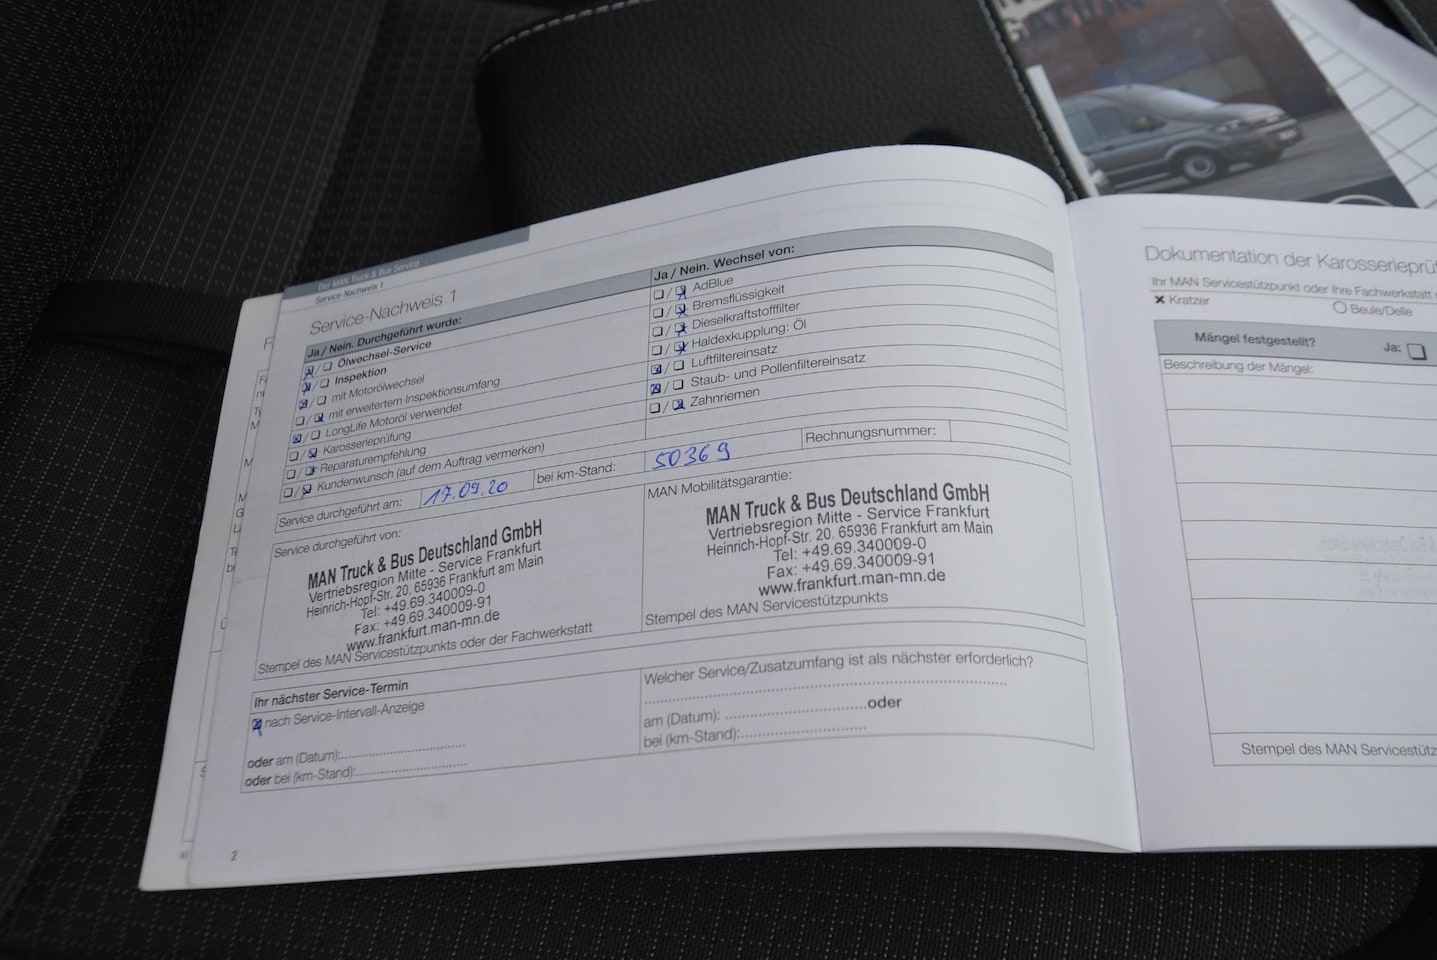 Der MAN Truck & Bus Service
Service-Nachweis 1
Service-Nachweis 1
Ja / Nein. Durchgeführt wurde:
Ölwechsel-Service
Inspektion
mit Motorölwechsel
mit erweitertem Inspektionsumfang
LongLife Motoröl verwendet
Karosserieprüfung
Reparaturempfehlung
Kundenwunsch (auf dem Auftrag vermerken)
Ja / Nein. Wechsel von:
AdBlue
Bremsflüssigkeit
Dieselkraftstofffilter
Haldexkupplung: Öl
Luftfiltereinsatz
Staub- und Pollenfiltereinsatz
Zahnriemen
Service durchgeführt am: 17.09.20 bei km-Stand: 50369 Rechnungsnummer:
Service durchgeführt von:
MAN Truck & Bus Deutschland GmbH
Vertriebsregion Mitte - Service Frankfurt
Heinrich-Hopf-Str. 20. 65936 Frankfurt am Main
Tel: +49.69.340009-0
Fax: +49.69.340009-91
www.frankfurt.man-mn.de
Stempel des MAN Servicestützpunkts oder der Fachwerkstatt
MAN Mobilitätsgarantie:
MAN Truck & Bus Deutschland GmbH
Vertriebsregion Mitte - Service Frankfurt
Heinrich-Hopf-Str. 20. 65936 Frankfurt am Main
Tel: +49.69.340009-0
Fax: +49.69.340009-91
www.frankfurt.man-mn.de
Stempel des MAN Servicestützpunkts
Ihr nächster Service-Termin
nach Service-Intervall-Anzeige
oder am (Datum):
oder bei (km-Stand):
Welcher Service/Zusatzumfang ist als nächster erforderlich?
am (Datum): oder
bei (km-Stand):
2
Dokumentation der Karosserieprü
Ihr MAN Servicestützpunkt oder Ihre Fachwerkstatt
Kratzer Beule/Delle
Mängel festgestellt? Ja:
Beschreibung der Mängel:
Stempel des MAN Servicestütz